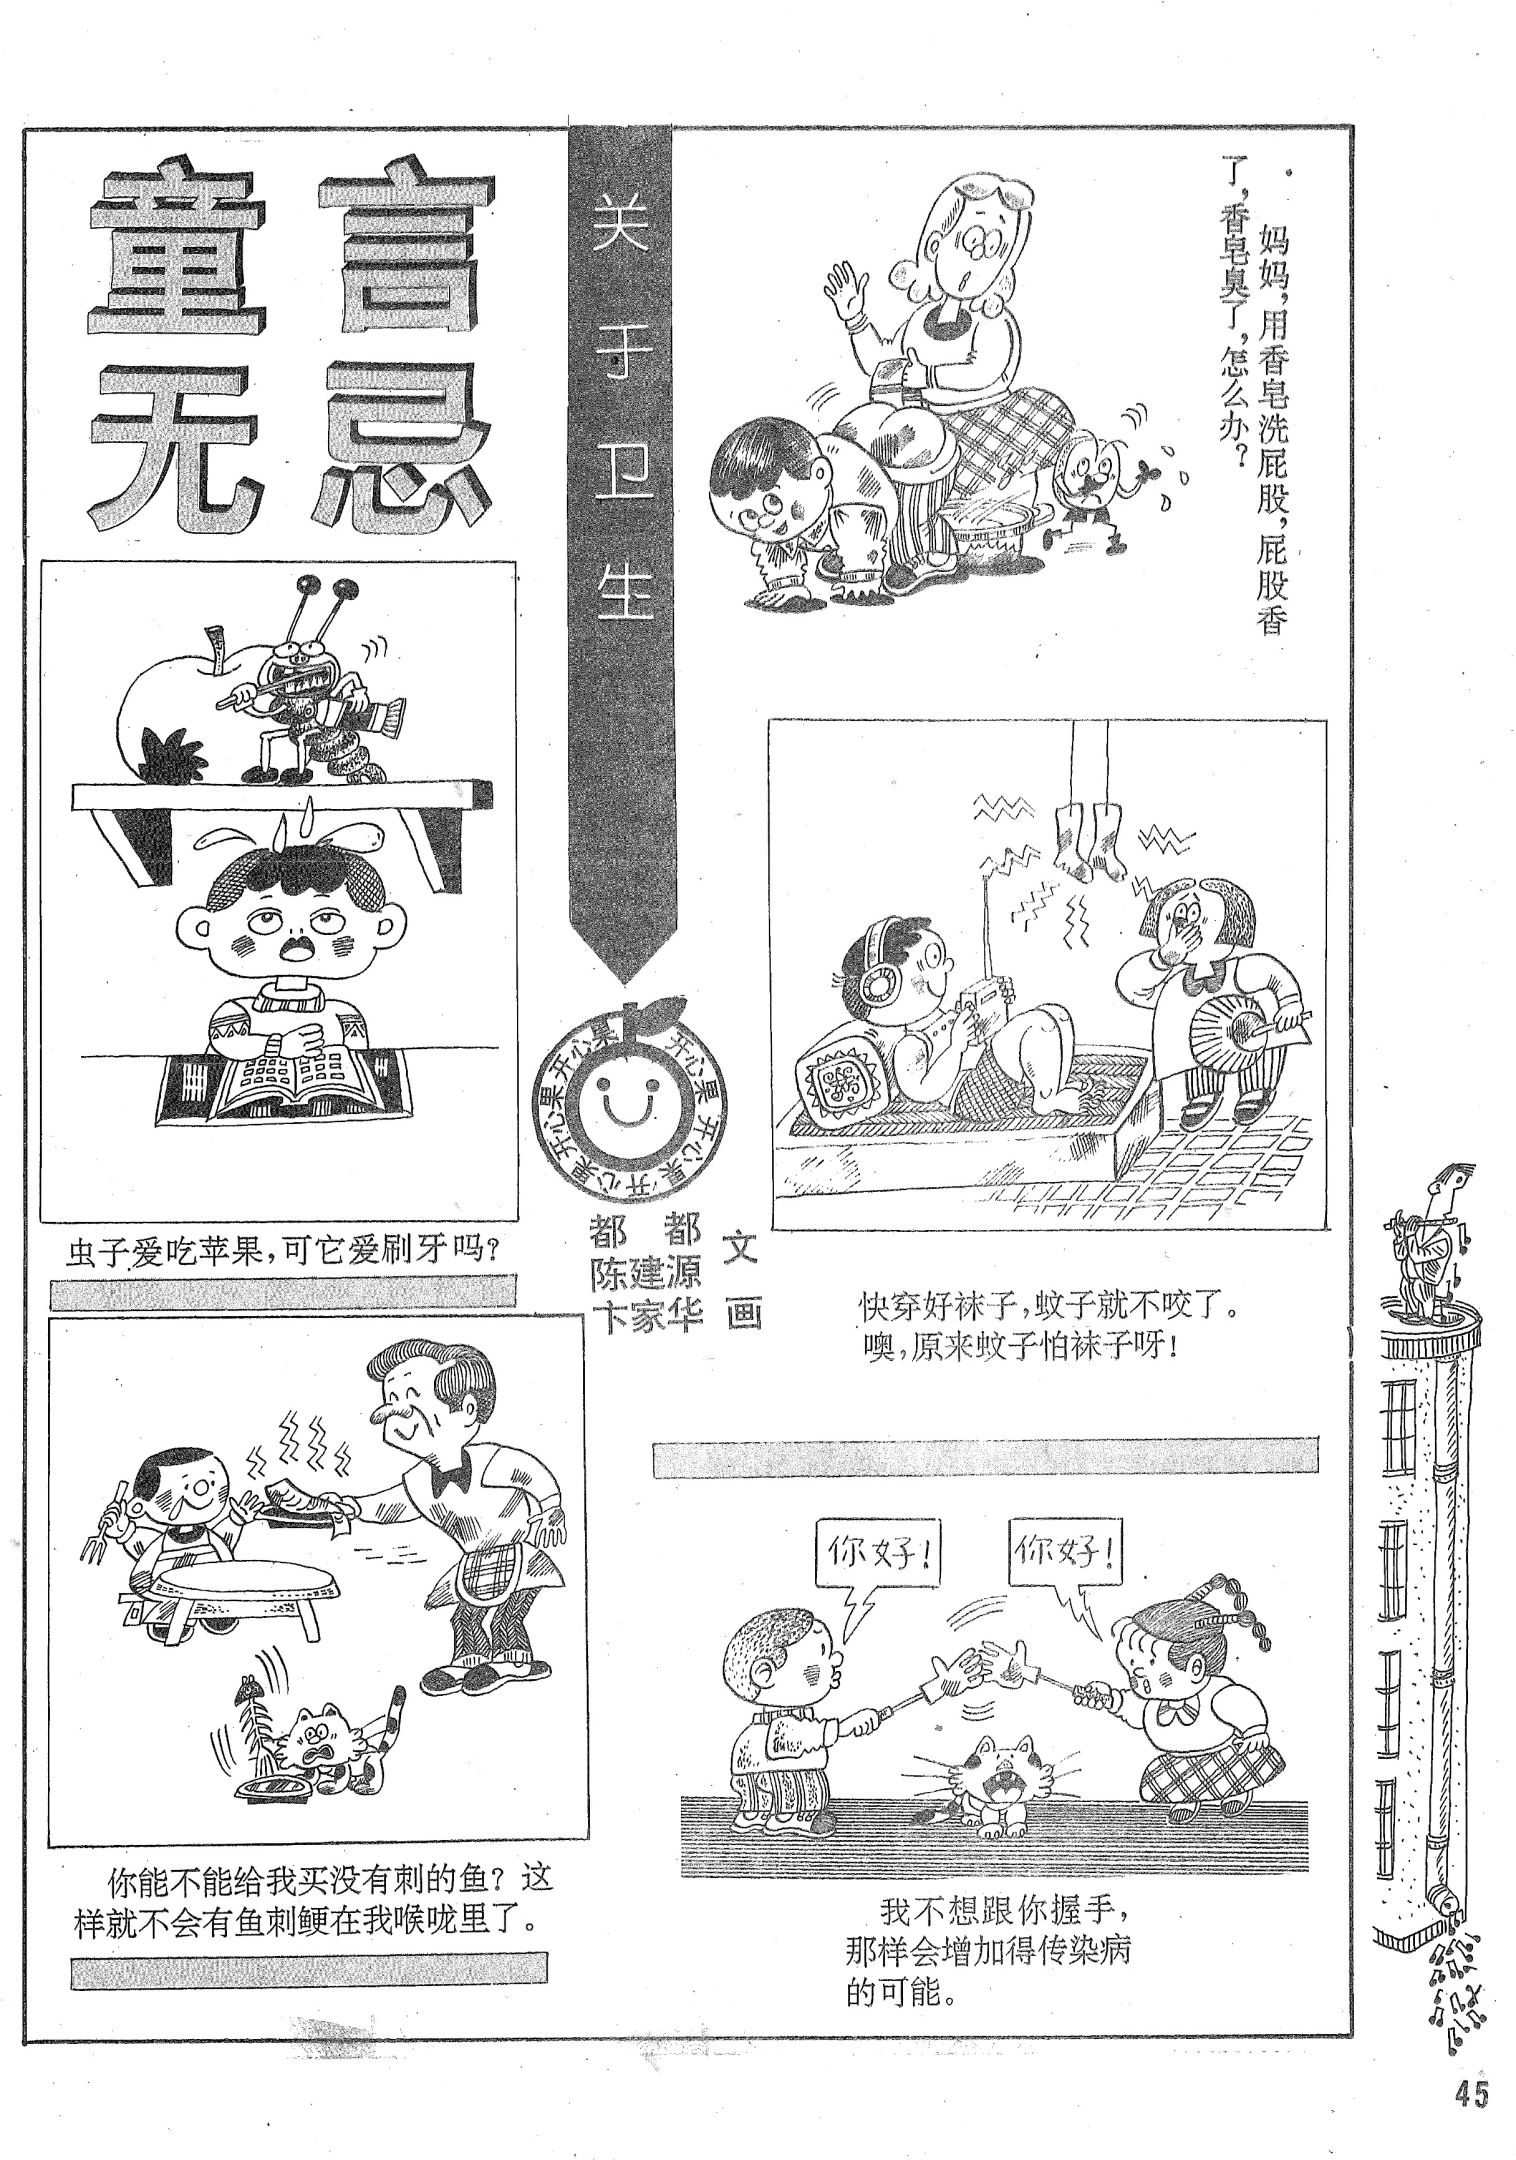 童言
无忌
关于卫生
妈妈,用香皂洗屁股,屁股香
了,香皂臭了,怎么办?
虫子爱吃苹果,可它爱刷牙吗?
开心果 开心果 开心果 开心果 开心果
都都 文
陈建源
卞家华 画
快穿好袜子,蚊子就不咬了。
噢,原来蚊子怕袜子呀!
你能不能给我买没有刺的鱼?这
样就不会有鱼刺鲠在我喉咙里了。
你好!
你好!
我不想跟你握手,
那样会增加得传染病
的可能。
45